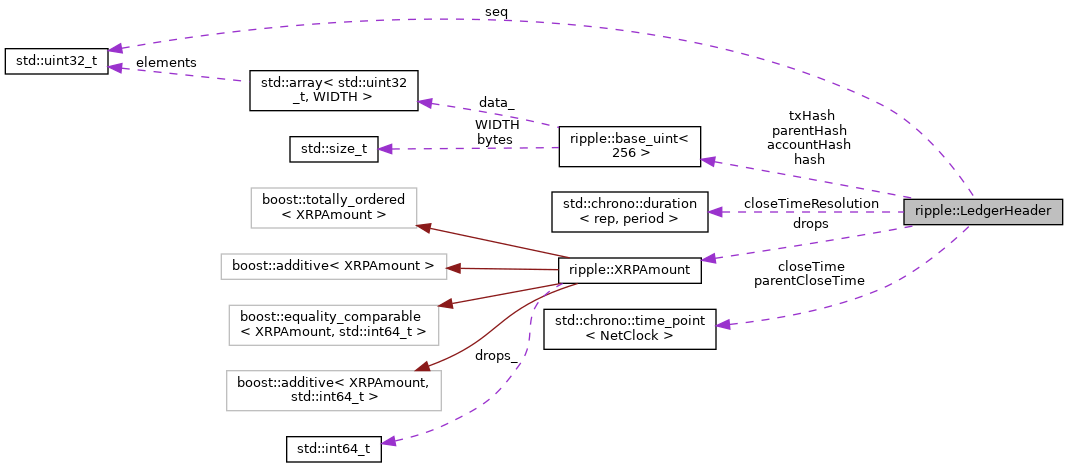 seq
std::uint32_t
elements
std::array< std::uint32
_t, WIDTH >
data_
WIDTH
bytes
std::size_t
ripple::base_uint<
256 >
txHash
parentHash
accountHash
hash
boost::totally_ordered
< XRPAmount >
std::chrono::duration
< rep, period >
closeTimeResolution
ripple::LedgerHeader
drops
boost::additive< XRPAmount >
ripple::XRPAmount
closeTime
parentCloseTime
boost::equality_comparable
< XRPAmount, std::int64_t >
std::chrono::time_point
< NetClock >
drops_
boost::additive< XRPAmount,
std::int64_t >
std::int64_t